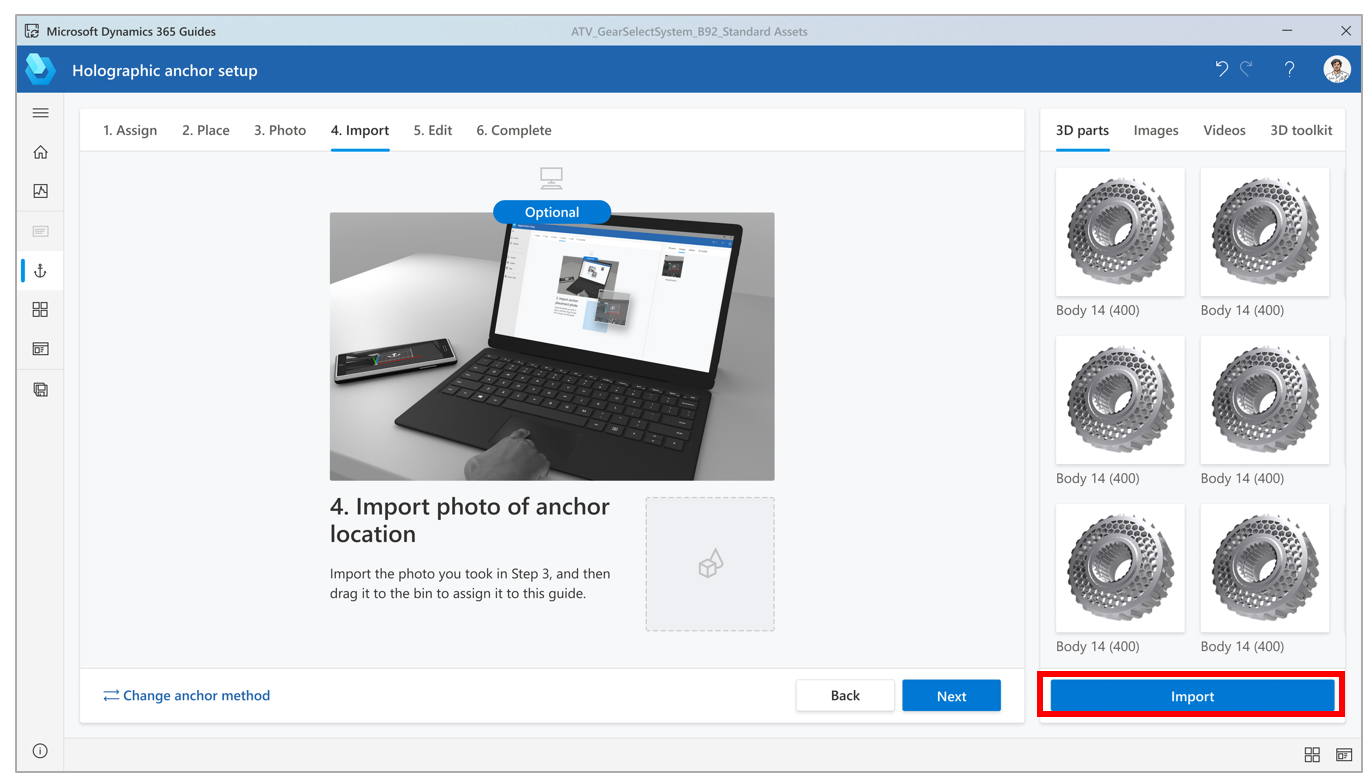 Microsoft Dynamics 365 Guides
ATV_GearSelectSystem_B92_Standard Assets
Holographic anchor setup
1. Assign
2. Place
3. Photo
4. Import
5. Edit
6. Complete
Optional
4. Import photo of anchor
location
Import the photo you took in Step 3, and then
drag it to the bin to assign it to this guide.
Change anchor method
Back
Next
3D parts
Images
Videos
3D toolkit
Body 14 (400)
Body 14 (400)
Body 14 (400)
Body 14 (400)
Body 14 (400)
Body 14 (400)
Import